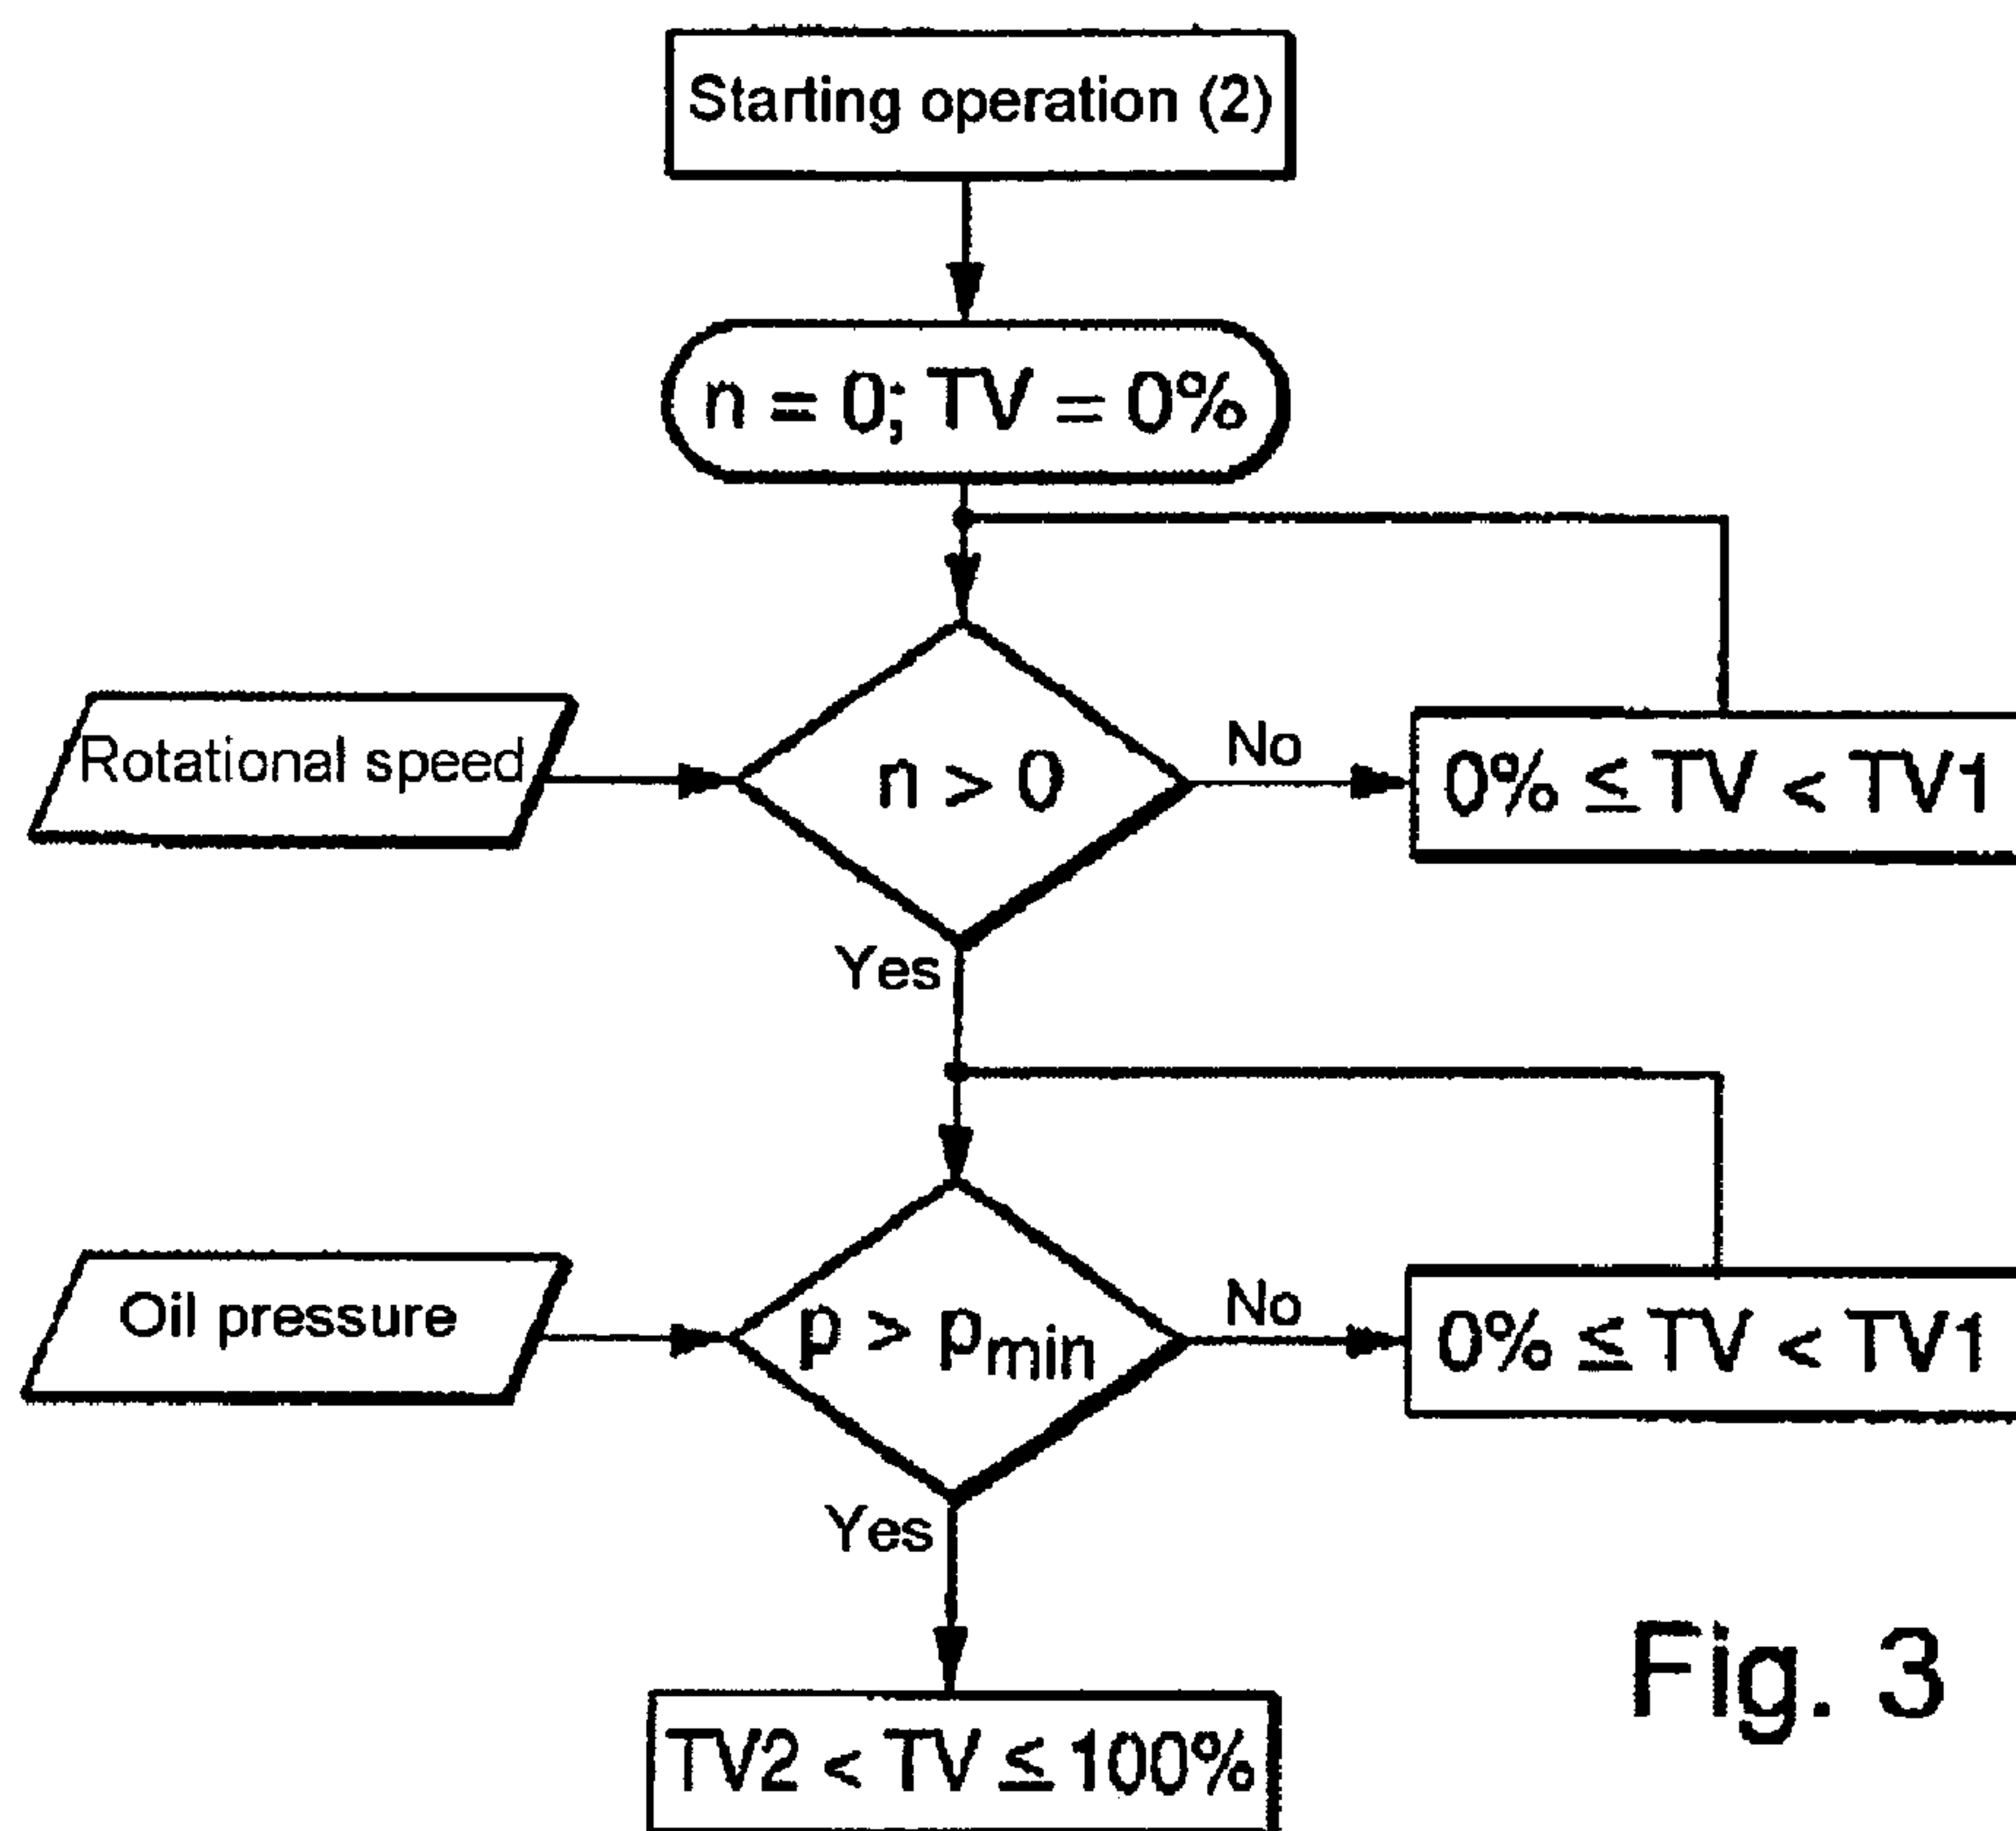 Starting operation (2)
n = 0; TV = 0%
Rotational speed
n > 0
No
0% ≤ TV < TV1
Yes
Oil pressure
p > pmin
No
0% ≤ TV < TV1
Yes
TV2 < TV ≤ 100%
Fig. 3